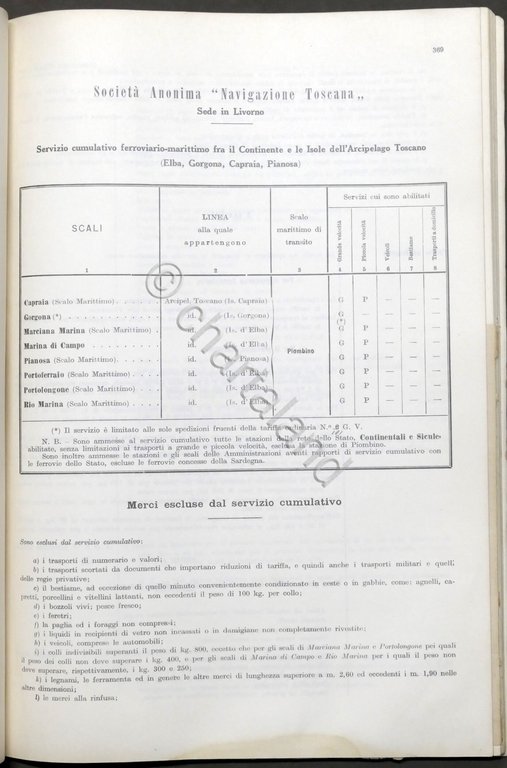 369
Società Anonima “Navigazione Toscana„
Sede in Livorno
Servizio cumulativo ferroviario-marittimo fra il Continente e le Isole dell'Arcipelago Toscano
(Elba, Gorgona, Capraia, Pianosa)
SCALI
LINEA
alla quale
appartengono
Scalo
marittimo di
transito
Servizi cui sono abilitati
Grande velocità
Piccola velocità
Veicoli
Bestiame
Trasporti a domicilio
1 2 3 4 5 6 7 8
Capraia (Scalo Marittimo) . . . . . Arcipel. Toscano (Is. Capraia) G P — — —
Gorgona (*) . . . . . . . . . . id. (Is. Gorgona) G (*) — — — —
Marciana Marina (Scalo Marittimo) . id. (Is. d'Elba) G P — — —
Marina di Campo . . . . . . . . id. (Is. d'Elba) G P — — —
Piombino
Pianosa (Scalo Marittimo) . . . . . id. (Is. Pianosa) G P — — —
Portoferraio (Scalo Marittimo) . . . . id. (Is. d'Elba) G P — — —
Portolongone (Scalo Marittimo) . . . id. (Is. d'Elba) G P — — —
Rio Marina (Scalo Marittimo) . . . . id. (Is. d'Elba) G P — — —
(*) Il servizio è limitato alle sole spedizioni fruenti della tariffa ordinaria N.° 6 G. V.
N. B. - Sono ammesse al servizio cumulativo tutte le stazioni della rete dello Stato, Continentali e Sicule-
abilitate, senza limitazioni ai trasporti a grande e piccola velocità, esclusa la stazione di Piombino.
Sono inoltre ammesse le stazioni e gli scali delle Amministrazioni aventi rapporti di servizio cumulativo con
le ferrovie dello Stato, escluse le ferrovie concesse della Sardegna.
Merci escluse dal servizio cumulativo
Sono esclusi dal servizio cumulativo:
a) i trasporti di numerario e valori;
b) i trasporti scortati da documenti che importano riduzioni di tariffa, e quindi anche i trasporti militari e quelli
delle regie privative;
c) il bestiame, ad eccezione di quello minuto convenientemente condizionato in ceste o in gabbie, come: agnelli, ca-
pretti, porcellini e vitellini lattanti, non eccedenti il peso di 100 kg. per collo;
d) i bozzoli vivi; pesce fresco;
e) i feretri;
f) la paglia ed i foraggi non compressi;
g) i liquidi in recipienti di vetro non incassati o in damigiane non completamente rivestite;
h) i veicoli, comprese le automobili;
i) i colli indivisibili superanti il peso di kg. 800, eccetto che per gli scali di Marciana Marina e Portolongone pei quali
il peso dei colli non deve superare i kg. 400, e per gli scali di Marina di Campo e Rio Marina per i quali il peso non
deve superare, rispettivamente, i kg. 300 e 250;
k) i legnami, le ferramenta ed in genere le altre merci di lunghezza superiore a m. 2,60 ed eccedenti i m. 1,90 nelle
altre dimensioni;
l) le merci alla rinfusa;
© chartaland